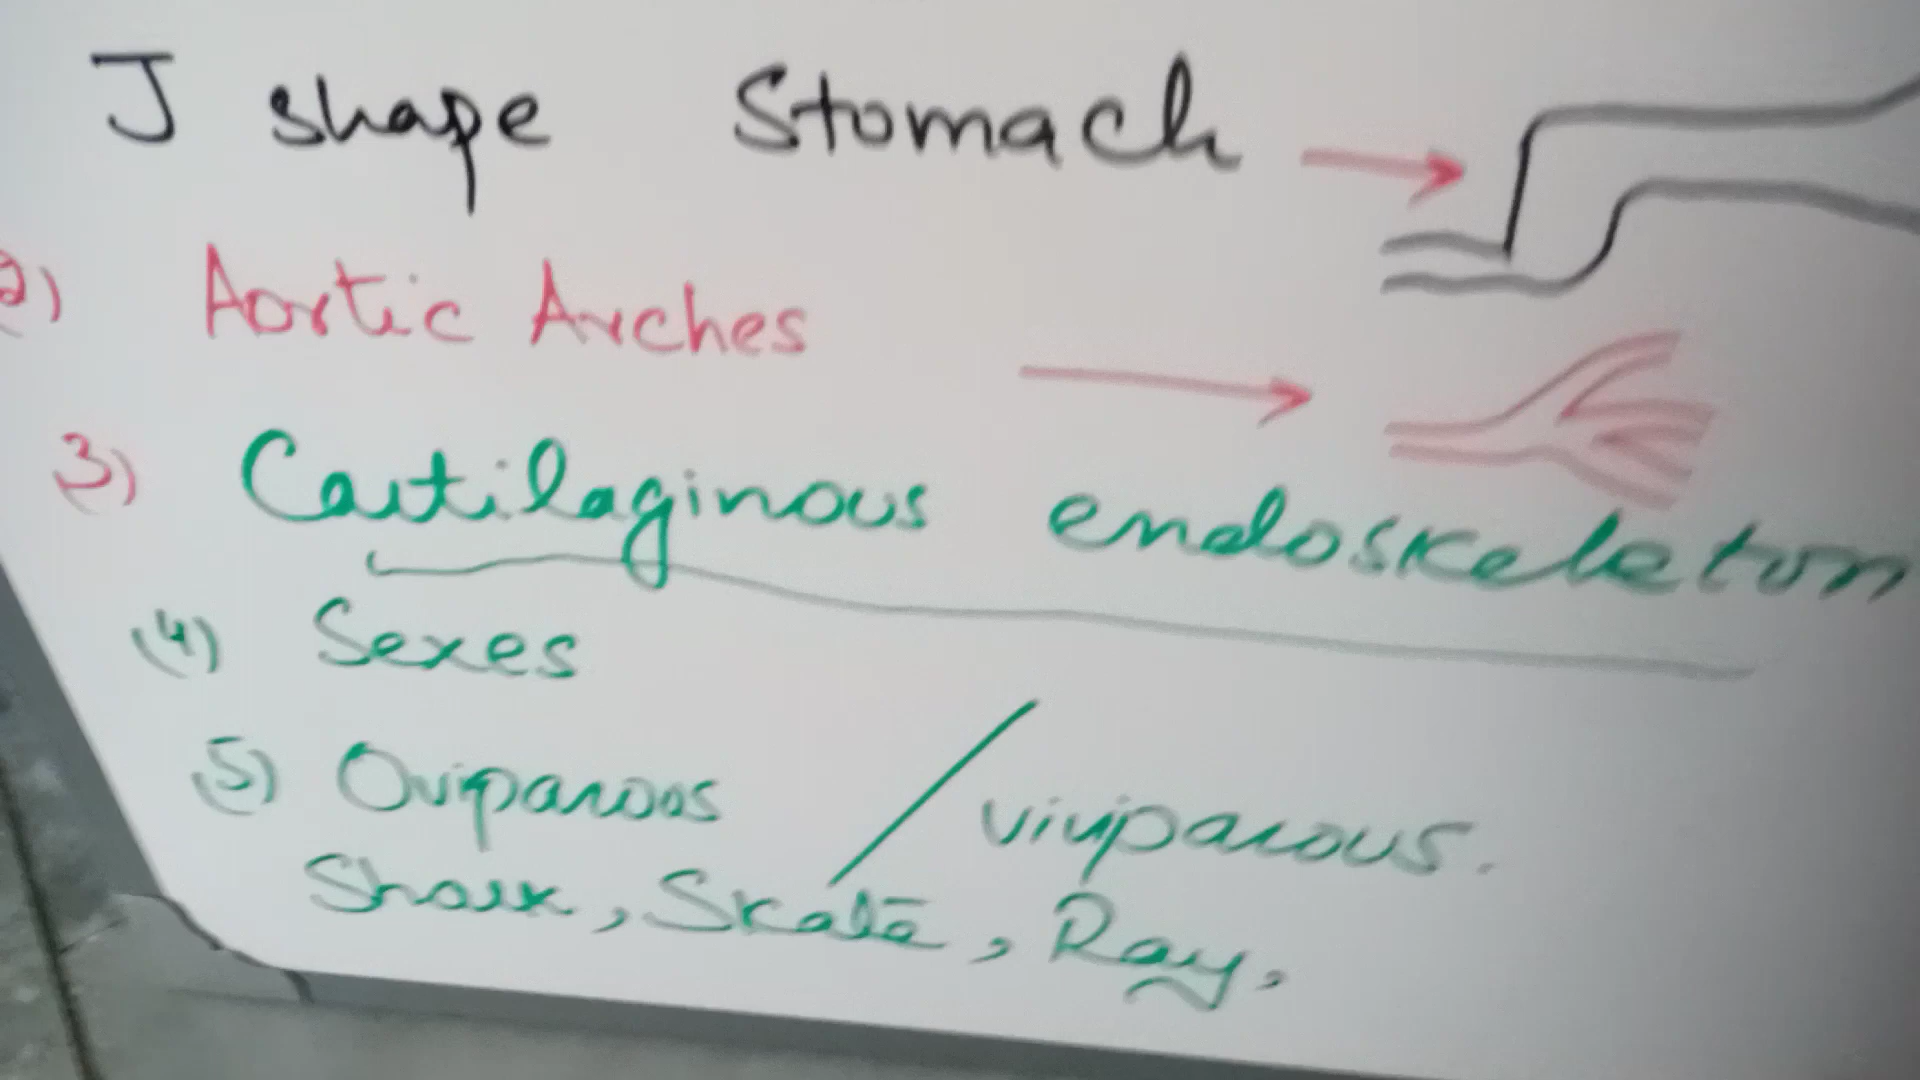 J shape Stomach
2) Aortic Arches
3) Cartilaginous endoskeleton
(4) Sexes
(5) Oviparous / viviparous.
Shark, Skate, Ray,